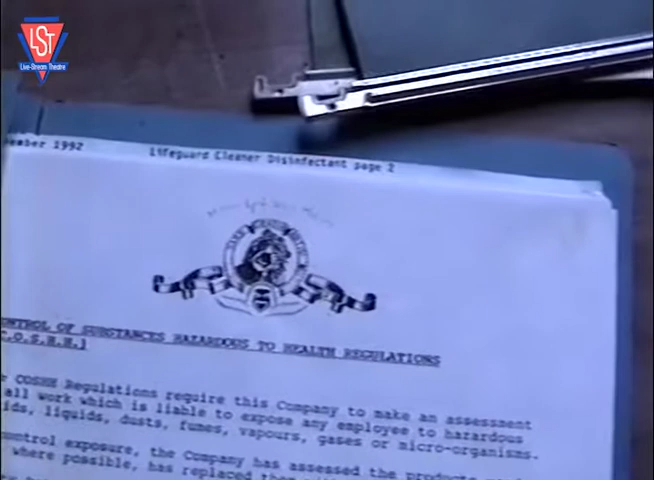 LST
Live-Stream Theatre
ember 1992 Lifeguard Cleaner Disinfectant page 2
ONTROL OF SUBSTANCES HAZARDOUS TO HEALTH REGULATIONS
C.O.S.H.H.]
COSHH Regulations require this Company to make an assessment
all work which is liable to expose any employee to hazardous
ids, liquids, dusts, fumes, vapours, gases or micro-organisms.
control exposure, the Company has assessed the products
where possible, has replaced